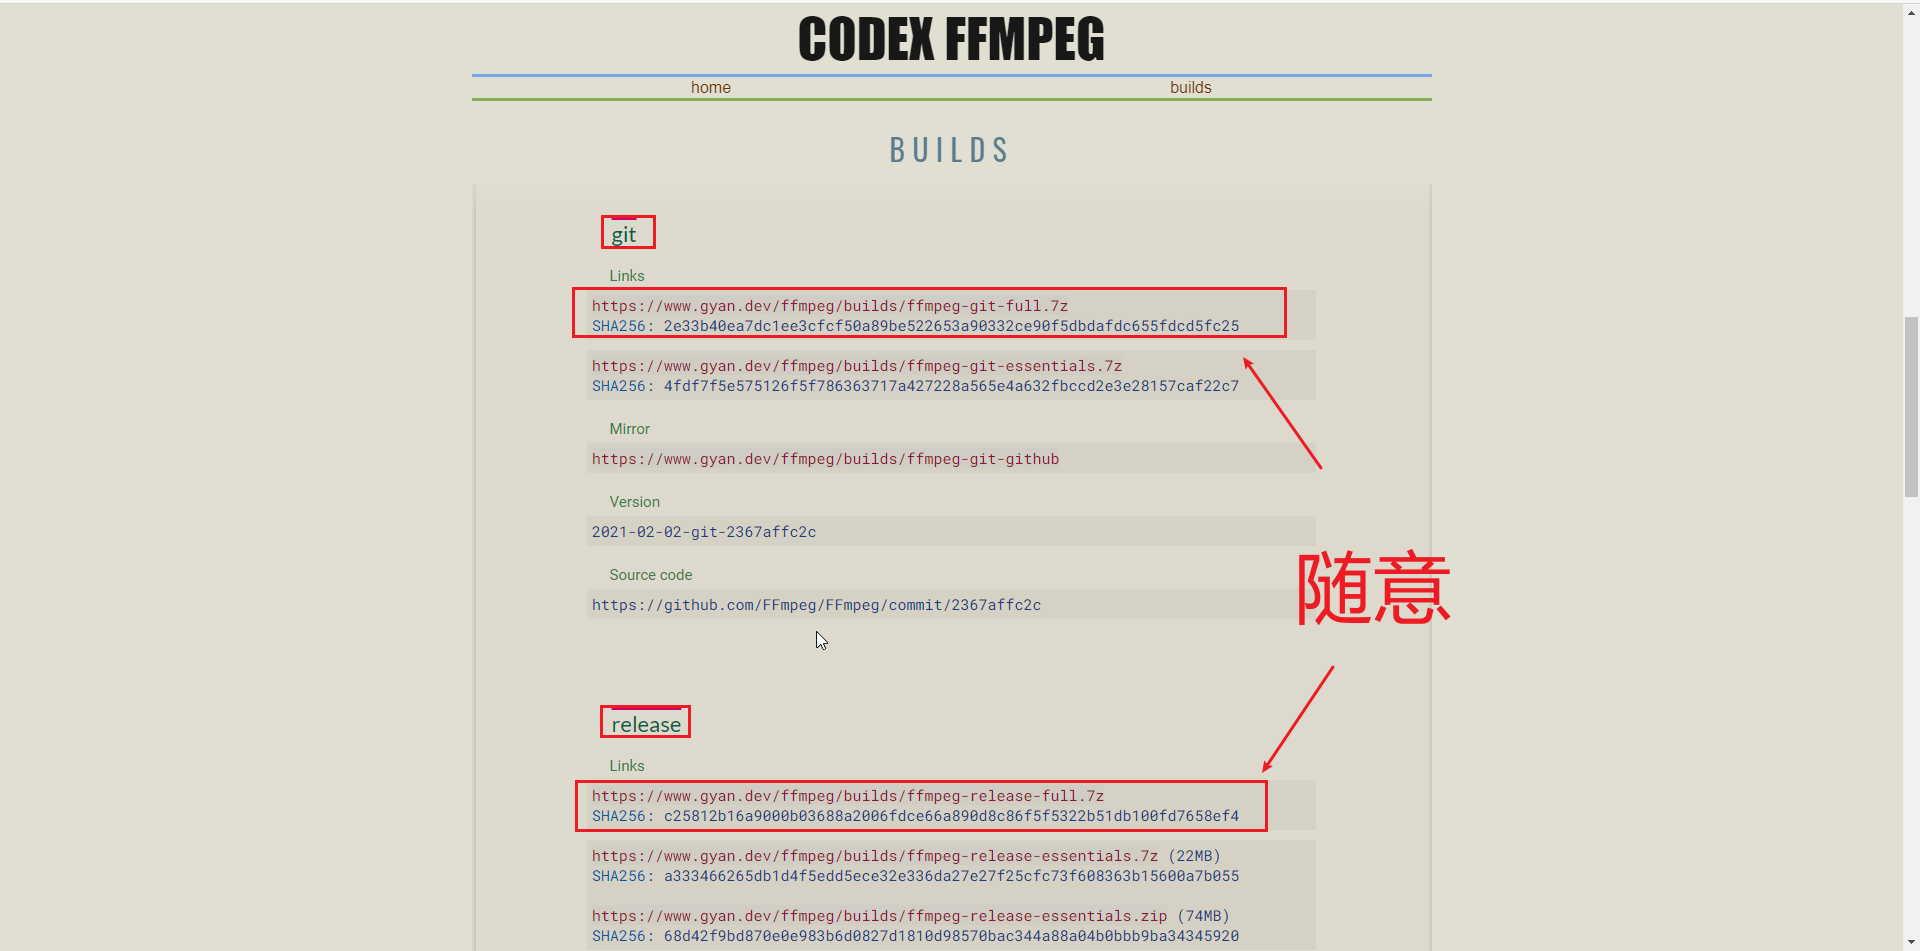 CODEX FFMPEG
home
builds
BUILDS
git
Links
https://www.gyan.dev/ffmpeg/builds/ffmpeg-git-full.7z
SHA256: 2e33b40ea7dc1ee3cfcf50a89be522653a90332ce90f5dbdafdc655fdcd5fc25
https://www.gyan.dev/ffmpeg/builds/ffmpeg-git-essentials.7z
SHA256: 4fdf7f5e575126f5f786363717a427228a565e4a632fbccd2e3e28157caf22c7
Mirror
https://www.gyan.dev/ffmpeg/builds/ffmpeg-git-github
Version
2021-02-02-git-2367affc2c
Source code
https://github.com/FFmpeg/FFmpeg/commit/2367affc2c
随意
release
Links
https://www.gyan.dev/ffmpeg/builds/ffmpeg-release-full.7z
SHA256: c25812b16a9000b03688a2006fdce66a890d8c86f5f5322b51db100fd7658ef4
https://www.gyan.dev/ffmpeg/builds/ffmpeg-release-essentials.7z (22MB)
SHA256: a333466265db1d4f5edd5ece32e336da27e27f25cfc73f608363b15600a7b055
https://www.gyan.dev/ffmpeg/builds/ffmpeg-release-essentials.zip (74MB)
SHA256: 68d42f9bd870e0e983b6d0827d1810d98570bac344a88a04b0bbb9ba34345920